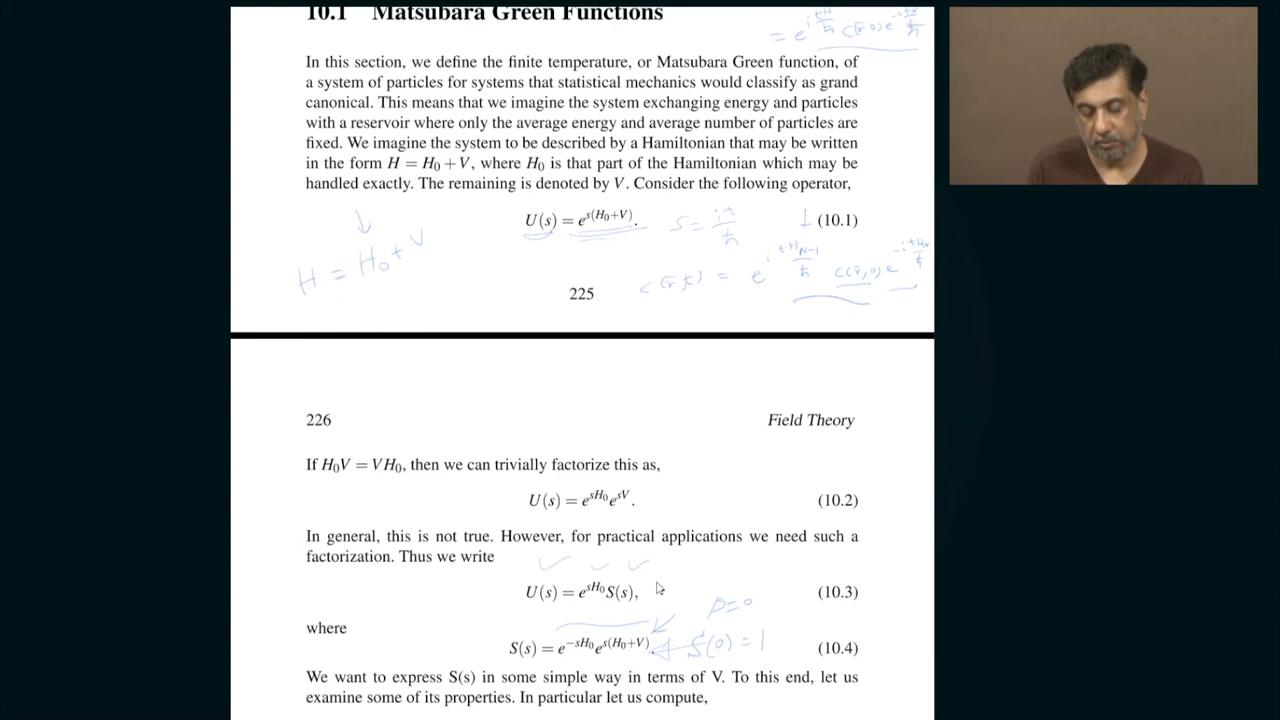 10.1 Matsubara Green Functions
= e^{i tH/ħ} c(r̄,0) e^{-i tH/ħ}
In this section, we define the finite temperature, or Matsubara Green function, of
a system of particles for systems that statistical mechanics would classify as grand
canonical. This means that we imagine the system exchanging energy and particles
with a reservoir where only the average energy and average number of particles are
fixed. We imagine the system to be described by a Hamiltonian that may be written
in the form H = H₀ + V, where H₀ is that part of the Hamiltonian which may be
handled exactly. The remaining is denoted by V. Consider the following operator,
U(s) = e^{s(H₀+V)}. s = it/ħ ↓ (10.1)
H = H₀ + V
c(r̄,t) = e^{i tH_{N-1}/ħ} c(r̄,0) e^{-i tH_N/ħ}
225
226 Field Theory
If H₀V = VH₀, then we can trivially factorize this as,
U(s) = e^{sH₀}e^{sV}. (10.2)
In general, this is not true. However, for practical applications we need such a
factorization. Thus we write
U(s) = e^{sH₀}S(s), (10.3)
where
S(s) = e^{-sH₀}e^{s(H₀+V)}. S(0) = 1 (10.4)
We want to express S(s) in some simple way in terms of V. To this end, let us
examine some of its properties. In particular let us compute,